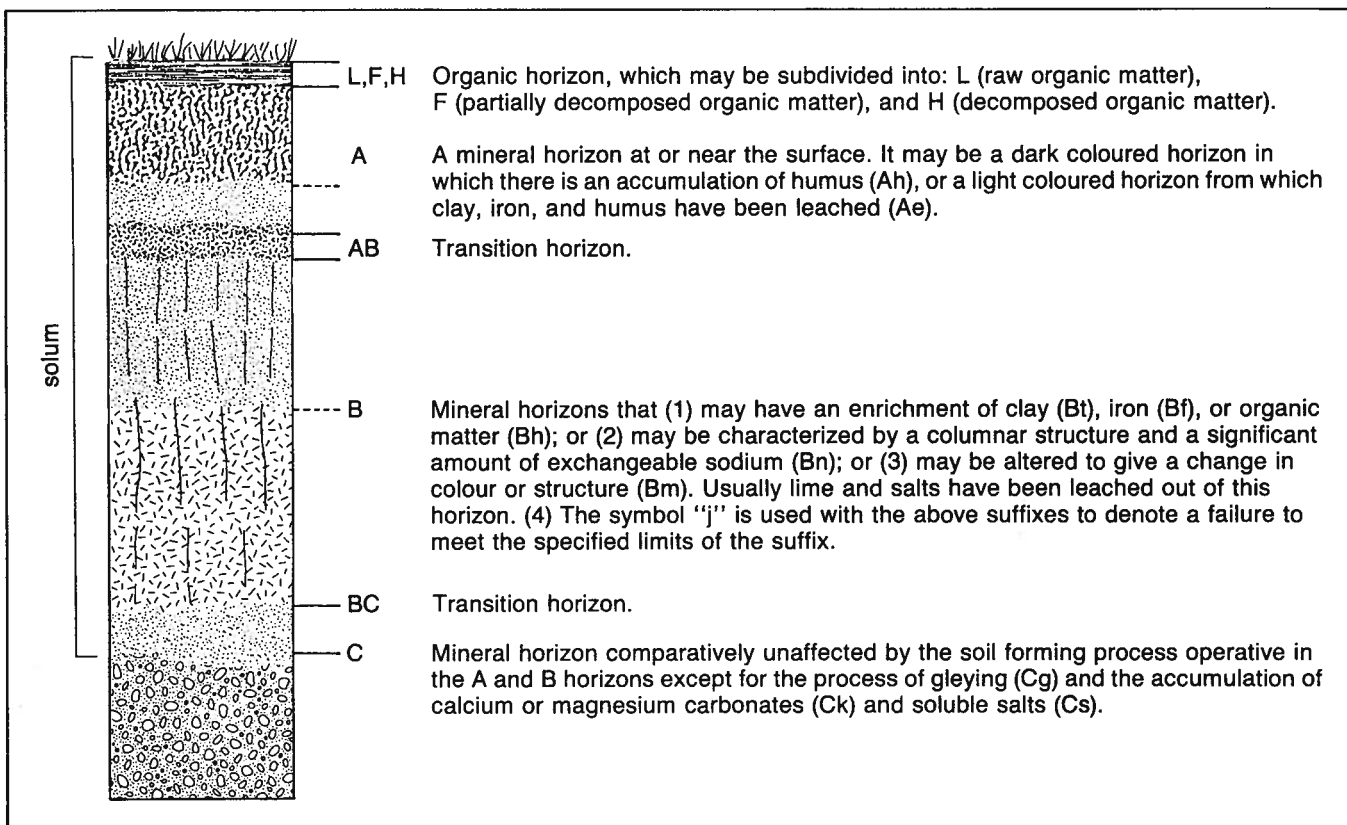 L,F,H Organic horizon, which may be subdivided into: L (raw organic matter),
F (partially decomposed organic matter), and H (decomposed organic matter).
A A mineral horizon at or near the surface. It may be a dark coloured horizon in
which there is an accumulation of humus (Ah), or a light coloured horizon from which
clay, iron, and humus have been leached (Ae).
AB Transition horizon.
solum
B Mineral horizons that (1) may have an enrichment of clay (Bt), iron (Bf), or organic
matter (Bh); or (2) may be characterized by a columnar structure and a significant
amount of exchangeable sodium (Bn); or (3) may be altered to give a change in
colour or structure (Bm). Usually lime and salts have been leached out of this
horizon. (4) The symbol "j" is used with the above suffixes to denote a failure to
meet the specified limits of the suffix.
BC Transition horizon.
C Mineral horizon comparatively unaffected by the soil forming process operative in
the A and B horizons except for the process of gleying (Cg) and the accumulation of
calcium or magnesium carbonates (Ck) and soluble salts (Cs).